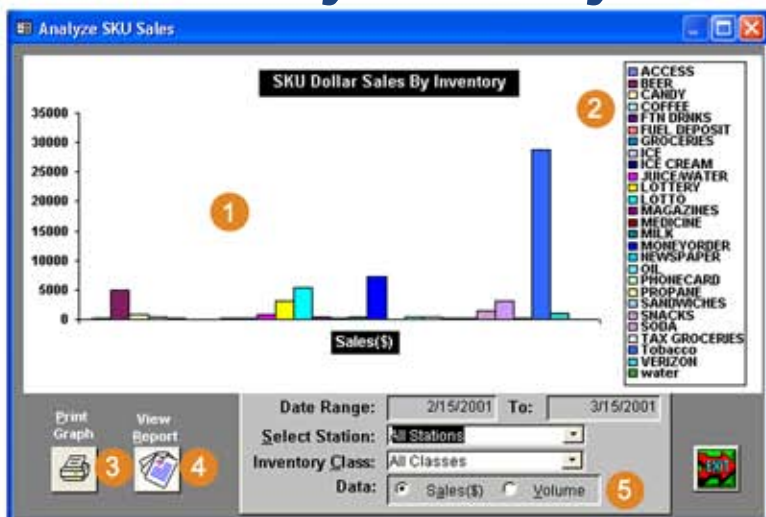 Analyze SKU Sales
SKU Dollar Sales By Inventory
35000
30000
25000
20000
15000
10000
5000
0
Sales($)
1
2
ACCESS
BEER
CANDY
COFFEE
FTN DRNKS
FUEL DEPOSIT
GROCERIES
ICE
ICE CREAM
JUICE/WATER
LOTTERY
LOTTO
MAGAZINES
MEDICINE
MILK
MONEYORDER
NEWSPAPER
OIL
PHONECARD
PROPANE
SANDWICHES
SNACKS
SODA
TAX GROCERIES
Tobacco
VERIZON
water
Print
Graph
3
View
Report
4
Date Range: 2/15/2001 To: 3/15/2001
Select Station: All Stations
Inventory Class: All Classes
Data: Sales($) Volume 5
EXIT